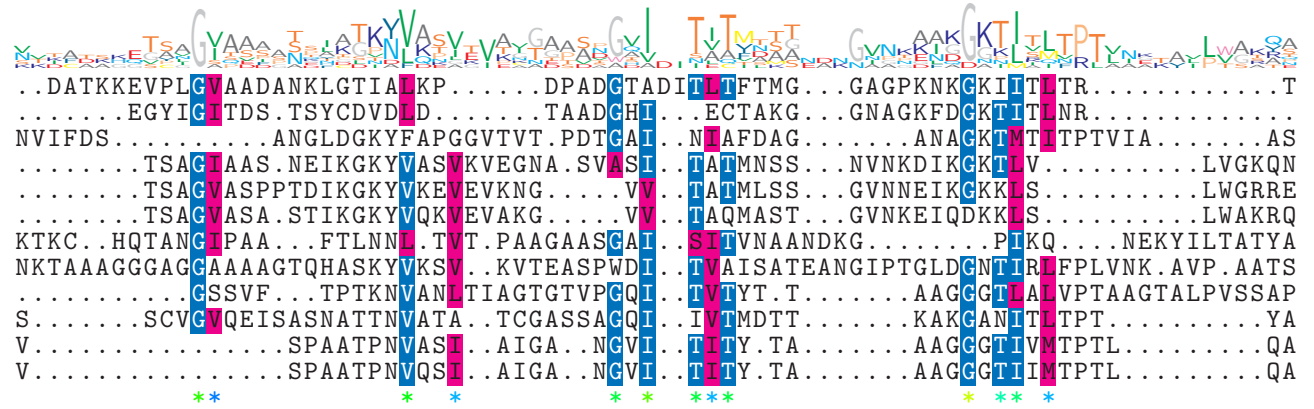 ..DATKKEVPLGVAADANKLGTIALKP......DPADGTADITLTFTMG...GAGPKNKGKIITLTR............T
.......EGYIGITDS.TSYCDVDLD.......TAADGHI...ECTAKG...GNAGKFDGKTITLNR.............
NVIFDS..........ANGLDGKYFAPGGVTVT.PDTGAI..NIAFDAG.......ANAGKTMTITPTVIA.......AS
........TSAGIAAS.NEIKGKYVASVKVEGNA.SVASI..TATMNSS...NVNKDIKGKTLV..........LVGKQN
........TSAGVASPPTDIKGKYVKEVEVKNG.....VV..TATMLSS...GVNNEIKGKKLS..........LWGRRE
........TSAGVASA.STIKGKYVQKVEVAKG.....VV..TAQMAST...GVNKEIQDKKLS..........LWAKRQ
KTKC..HQTANGIPAA...FTLNNL.TVT.PAAGAASGAI..SITVNAANDKG........PIKQ....NEKYILTATYA
NKTAAAGGGAGGAAAAGTQHASKYVKSV..KVTEASPWDI..TVAISATEANGIPTGLDGNTIRLFPLVNK.AVP.AATS
...........GSSVF...TPTKNVANLTIAGTGTVPGQI..TVTYT.T.......AAGGGTLALVPTAAGTALPVSSAP
S.......SCVGVQEISASNATTNVATA..TCGASSAGQI..IVTMDTT.......KAKGANITLTPT..........YA
V................SPAATPNVASI..AIGA..NGVI..TITY.TA.......AAGGGTIVMTPTL.........QA
V................SPAATPNVQSI..AIGA..NGVI..TITY.TA.......AAGGGTIIMTPTL.........QA
** * * * * *** * ** *